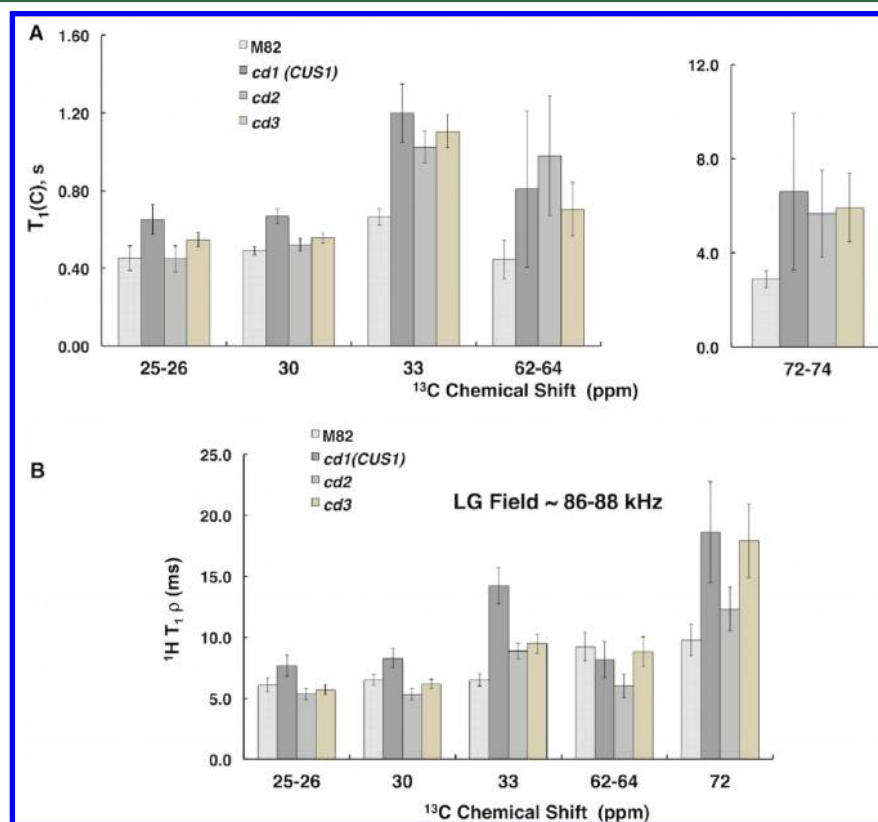 A
1.60
1.20
0.80
0.40
0.00
T₁(C), s
M82
cd1 (CUS1)
cd2
cd3
25-26 30 33 62-64
¹³C Chemical Shift (ppm)
12.0
8.0
4.0
0.0
72-74
B
25.0
20.0
15.0
10.0
5.0
0.0
¹H T₁ ρ (ms)
M82
cd1(CUS1)
cd2
cd3
LG Field ~ 86-88 kHz
25-26 30 33 62-64 72
¹³C Chemical Shift (ppm)